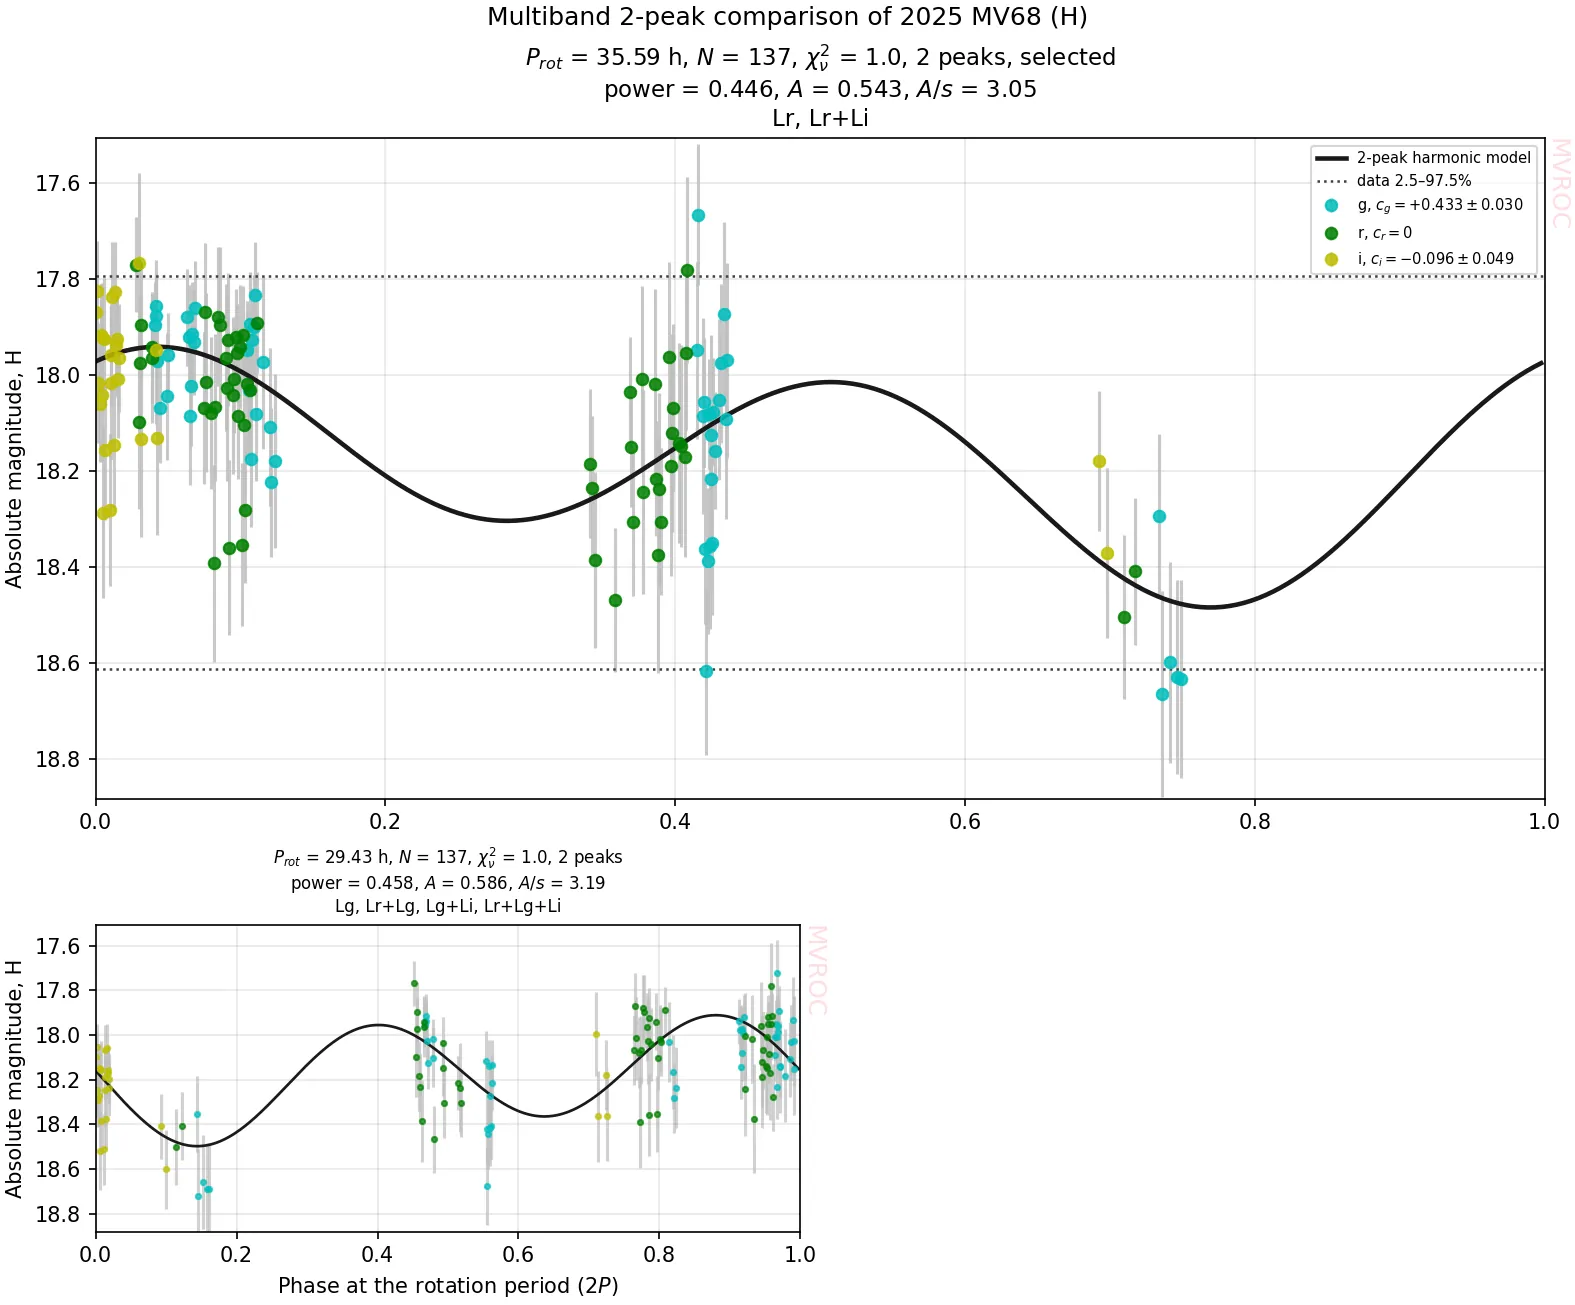 Multiband 2-peak comparison of 2025 MV68 (H)
P_rot = 35.59 h, N = 137, χ²_ν = 1.0, 2 peaks, selected
power = 0.446, A = 0.543, A/s = 3.05
Lr, Lr+Li
Absolute magnitude, H
17.6
17.8
18.0
18.2
18.4
18.6
18.8
0.0 0.2 0.4 0.6 0.8 1.0
2-peak harmonic model
data 2.5–97.5%
g, c_g = +0.433 ± 0.030
r, c_r = 0
i, c_i = −0.096 ± 0.049
MVROC
P_rot = 29.43 h, N = 137, χ²_ν = 1.0, 2 peaks
power = 0.458, A = 0.586, A/s = 3.19
Lg, Lr+Lg, Lg+Li, Lr+Lg+Li
Absolute magnitude, H
17.6
17.8
18.0
18.2
18.4
18.6
18.8
0.0 0.2 0.4 0.6 0.8 1.0
Phase at the rotation period (2P)
MVROC